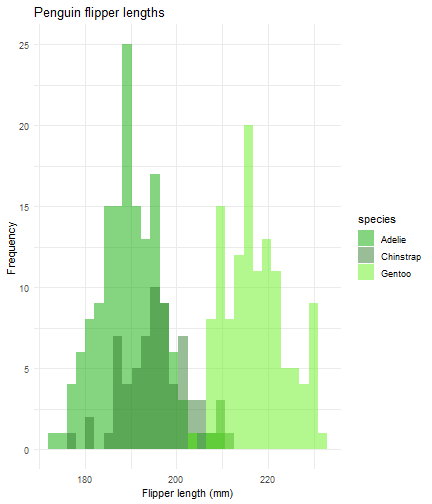 Penguin flipper lengths
25
20
15
10
5
0
Frequency
180
200
220
Flipper length (mm)
species
Adelie
Chinstrap
Gentoo